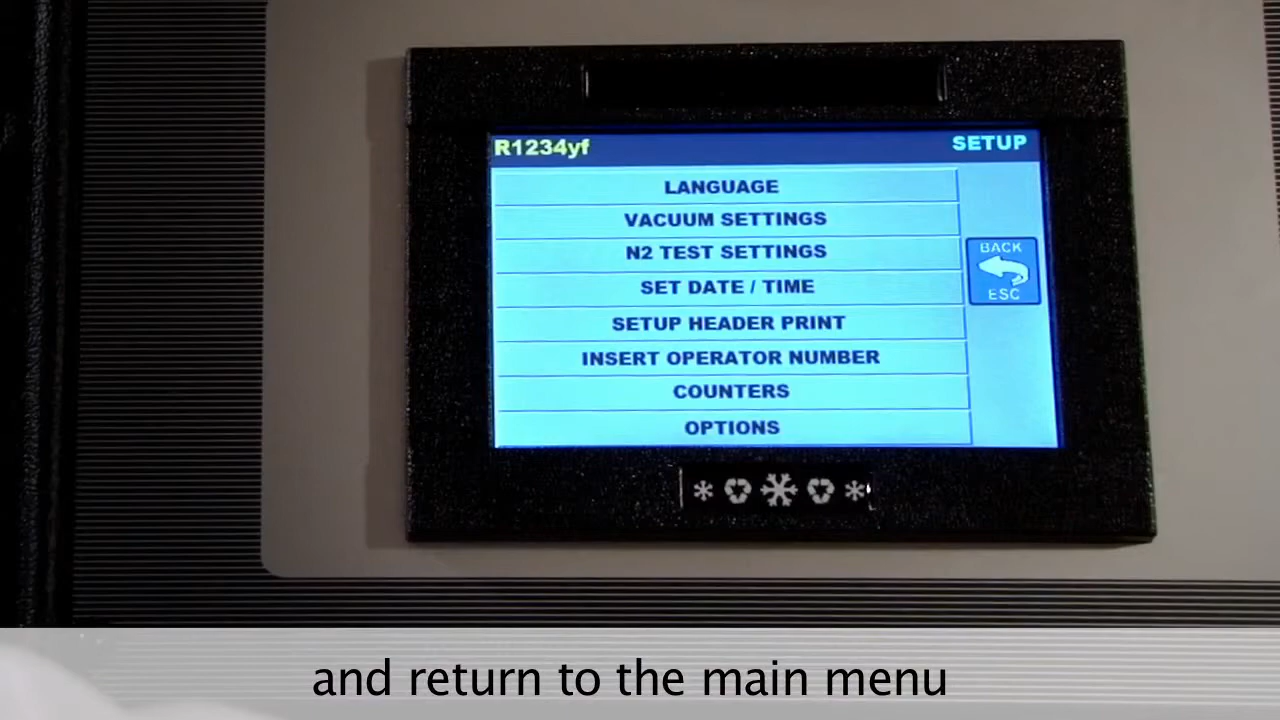 R1234yf
SETUP
LANGUAGE
VACUUM SETTINGS
N2 TEST SETTINGS
SET DATE / TIME
SETUP HEADER PRINT
INSERT OPERATOR NUMBER
COUNTERS
OPTIONS
BACK
ESC
and return to the main menu